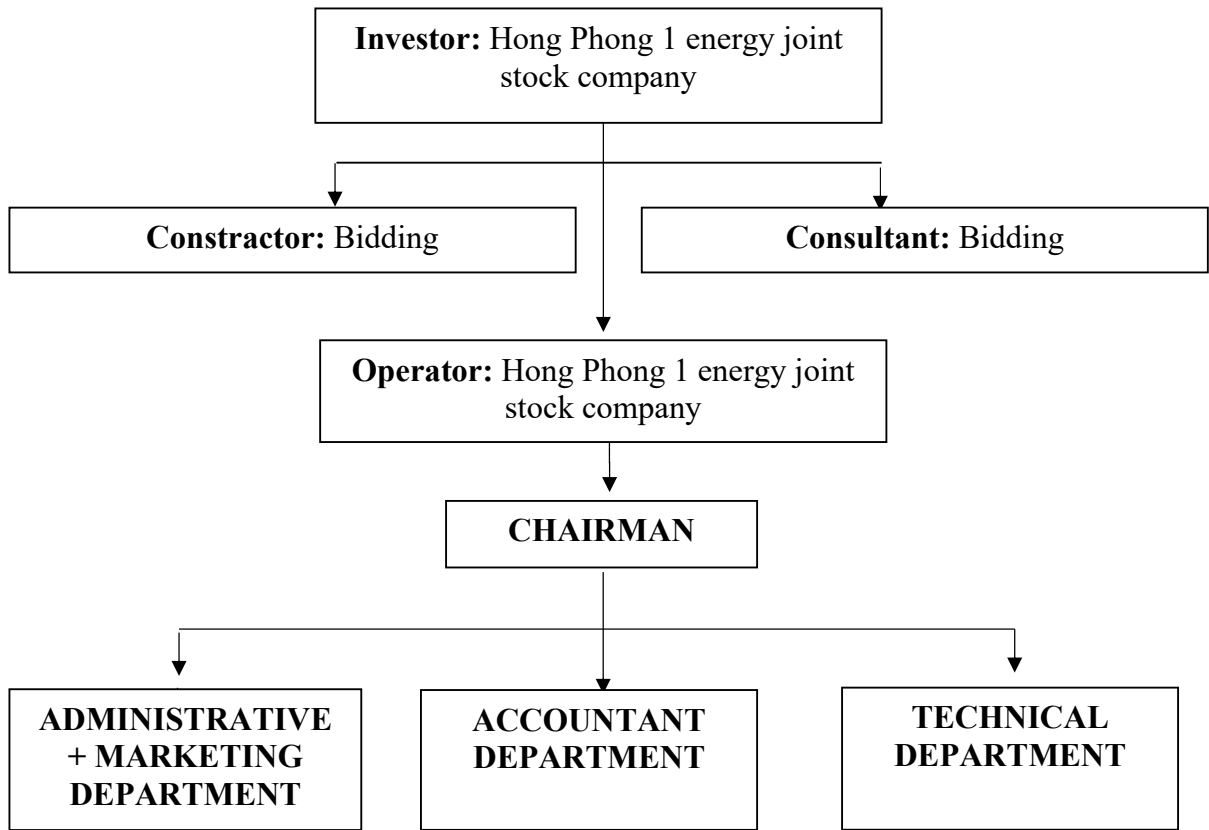 Investor: Hong Phong 1 energy joint
stock company
Constractor: Bidding
Consultant: Bidding
Operator: Hong Phong 1 energy joint
stock company
CHAIRMAN
ADMINISTRATIVE
+ MARKETING
DEPARTMENT
ACCOUNTANT
DEPARTMENT
TECHNICAL
DEPARTMENT